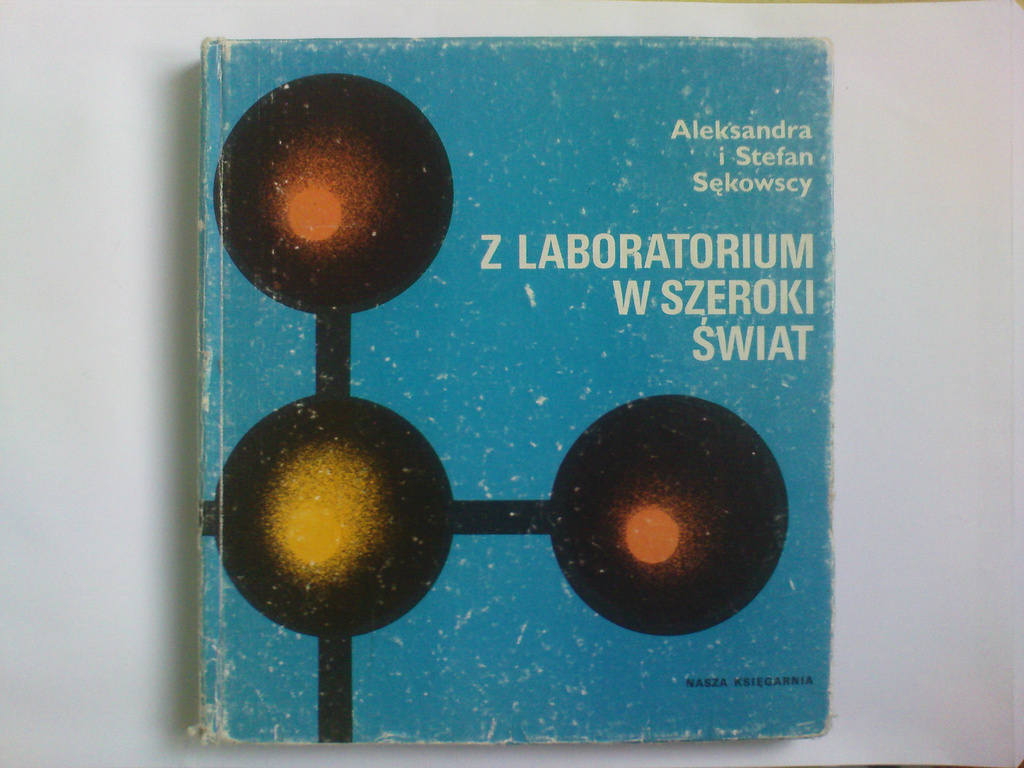 Aleksandra
i Stefan
Sękowscy
Z LABORATORIUM
W SZEROKI
ŚWIAT
NASZA KSIĘGARNIA